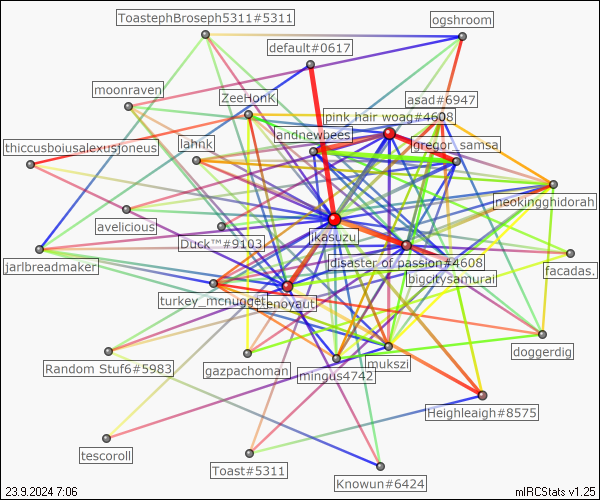 ToastephBroseph5311#5311
ogshroom
default#0617
moonraven
ZeeHonK
asad#6947
pink hair woag#4608
andnewbees
lahnk
gregor_samsa
thiccusboiusalexusjoneus
neokingghidorah
avelicious
jkasuzu
Duck™#9103
disaster of passion#4608
jarlbreadmaker
bigcitysamurai
facadas.
turkey_mcnugget
enoyaut
doggerdig
Random Stuf6#5983
gazpachoman
mukszi
mingus4742
Heighleaigh#8575
tescoroll
Toast#5311
Knowun#6424
23.9.2024 7:06
mIRCStats v1.25